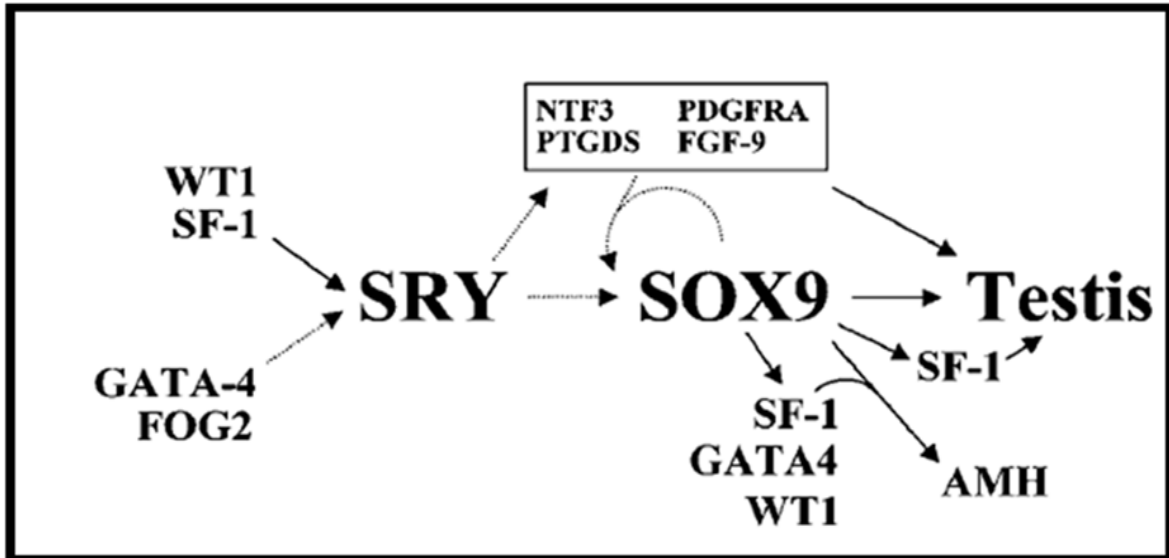 NTF3 PDGFRA
PTGDS FGF-9
WT1
SF-1
SRY SOX9 Testis
GATA-4
FOG2
SF-1
SF-1
GATA4
WT1
AMH